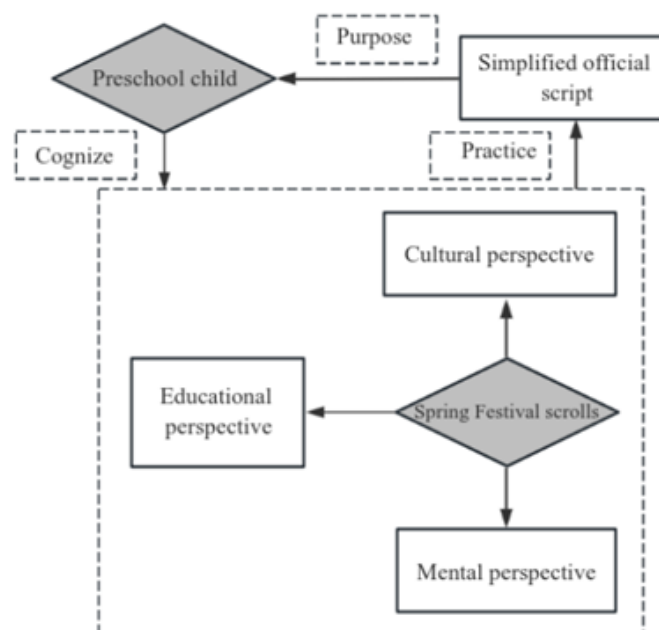 Purpose
Preschool child
Simplified official
script
Cognize
Practice
Cultural perspective
Educational
perspective
Spring Festival scrolls
Mental perspective